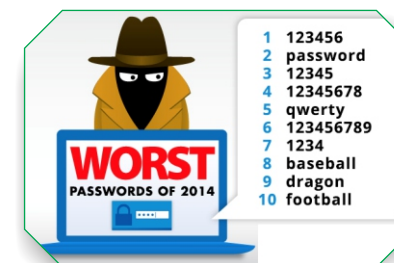 WORST
PASSWORDS OF 2014
1 123456
2 password
3 12345
4 12345678
5 qwerty
6 123456789
7 1234
8 baseball
9 dragon
10 football